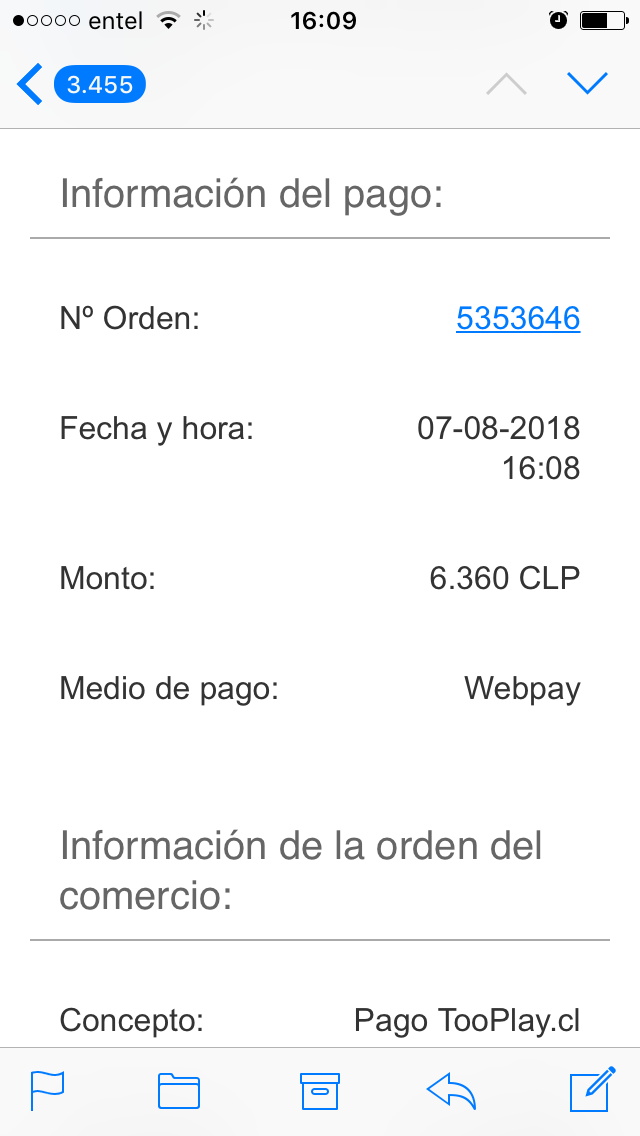 entel 16:09
3.455
Información del pago:
Nº Orden: 5353646
Fecha y hora: 07-08-2018
16:08
Monto: 6.360 CLP
Medio de pago: Webpay
Información de la orden del
comercio:
Concepto: Pago TooPlay.cl